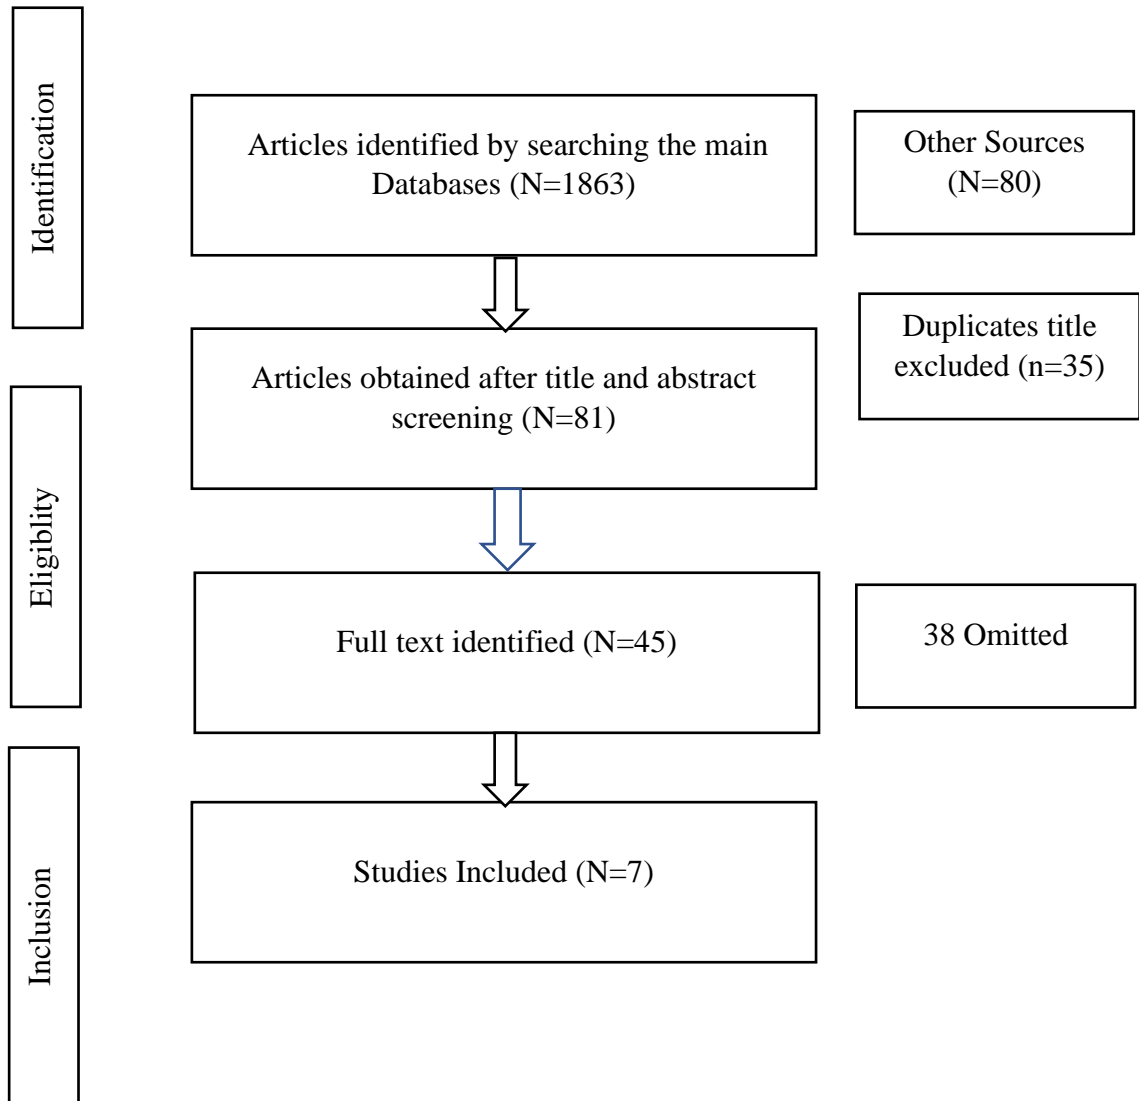 Identification
Articles identified by searching the main
Databases (N=1863)
Other Sources
(N=80)
Duplicates title
excluded (n=35)
Articles obtained after title and abstract
screening (N=81)
Eligiblity
Full text identified (N=45)
38 Omitted
Inclusion
Studies Included (N=7)